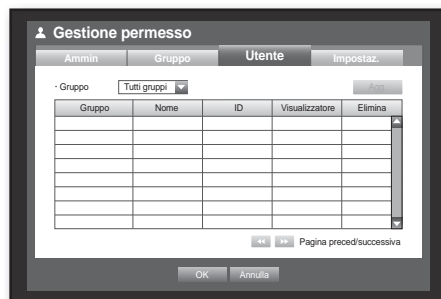 Gestione permesso
Ammin Gruppo Utente Impostaz.
· Gruppo Tutti gruppi Agg.
Gruppo Nome ID Visualizzatore Elimina
Pagina preced/successiva
OK Annulla